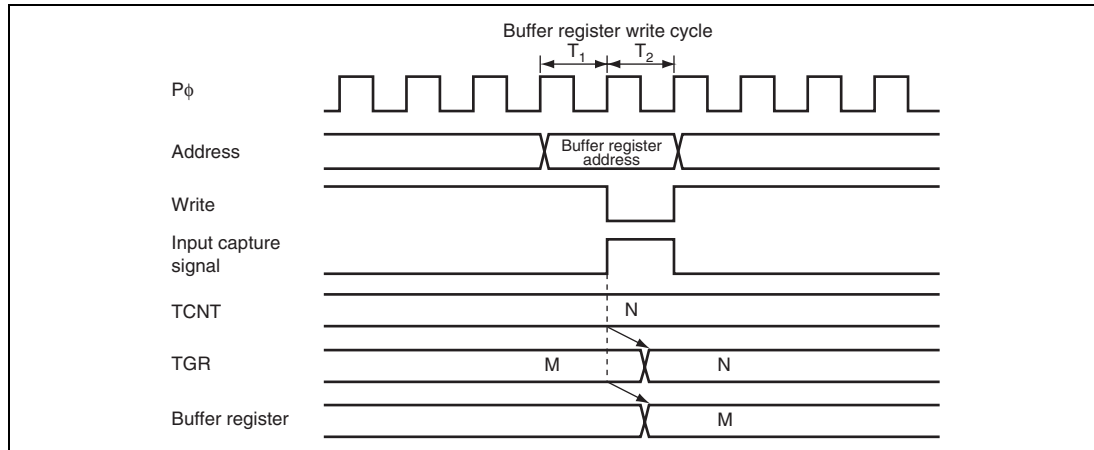 Buffer register write cycle
T1 T2
Pϕ
Address
Buffer register
address
Write
Input capture
signal
TCNT
N
TGR
M N
Buffer register
M